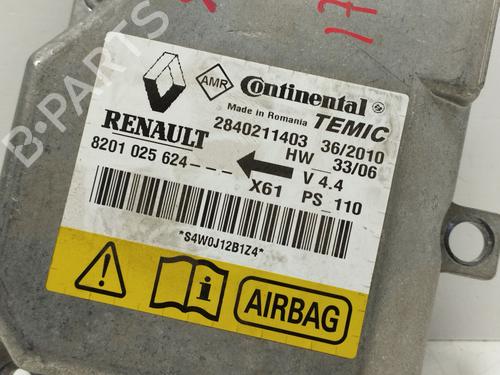 B-PARTS
17
AMR
Continental
Made in Romania TEMIC
RENAULT 2840211403 36/2010
8201 025 624 HW 33/06
V 4.4
X61 PS_110
*S4W0J12B1Z4*
i
AIRBAG